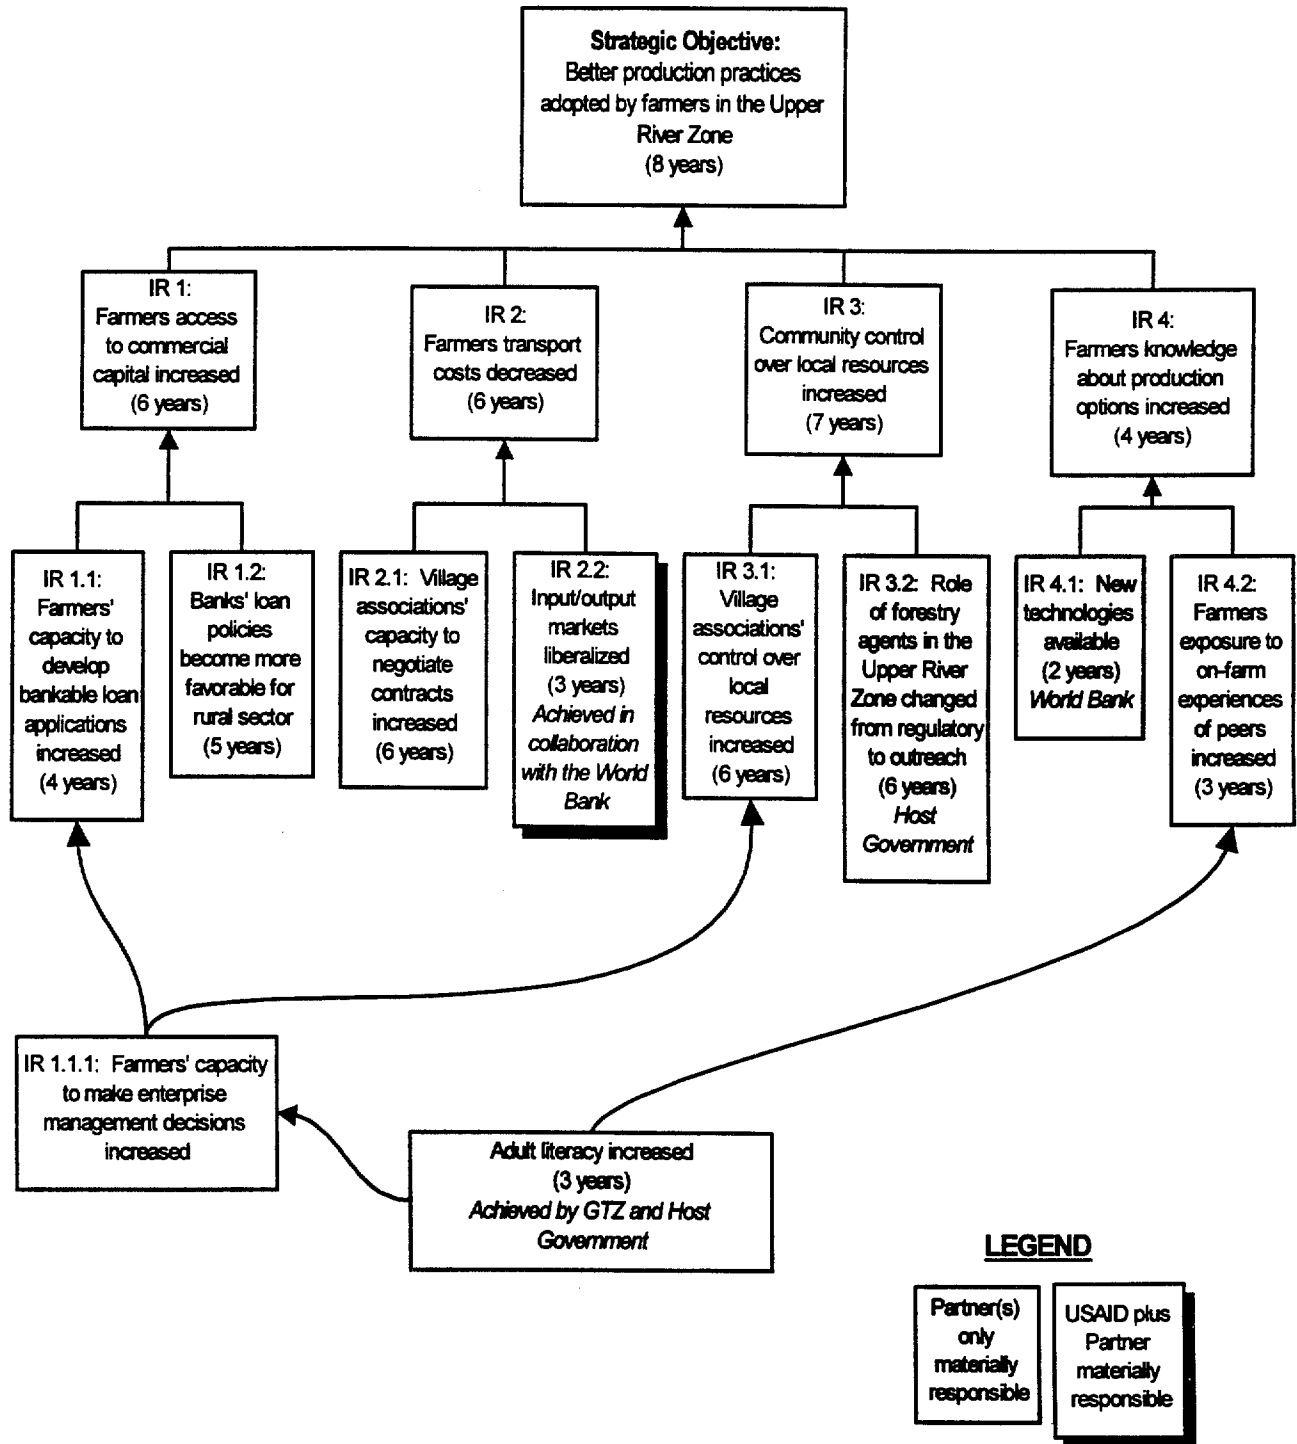 Strategic Objective:
Better production practices
adopted by farmers in the Upper
River Zone
(8 years)
IR 1:
Farmers access
to commercial
capital increased
(6 years)
IR 2:
Farmers transport
costs decreased
(6 years)
IR 3:
Community control
over local resources
increased
(7 years)
IR 4:
Farmers knowledge
about production
options increased
(4 years)
IR 1.1:
Farmers'
capacity to
develop
bankable loan
applications
increased
(4 years)
IR 1.2:
Banks' loan
policies
become more
favorable for
rural sector
(5 years)
IR 2.1: Village
associations'
capacity to
negotiate
contracts
increased
(6 years)
IR 2.2:
Input/output
markets
liberalized
(3 years)
Achieved in
collaboration
with the World
Bank
IR 3.1:
Village
associations'
control over
local
resources
increased
(6 years)
IR 3.2: Role
of forestry
agents in the
Upper River
Zone changed
from regulatory
to outreach
(6 years)
Host
Government
IR 4.1: New
technologies
available
(2 years)
World Bank
IR 4.2:
Farmers
exposure to
on-farm
experiences
of peers
increased
(3 years)
IR 1.1.1: Farmers' capacity
to make enterprise
management decisions
increased
Adult literacy increased
(3 years)
Achieved by GTZ and Host
Government
LEGEND
Partner(s)
only
materially
responsible
USAID plus
Partner
materially
responsible